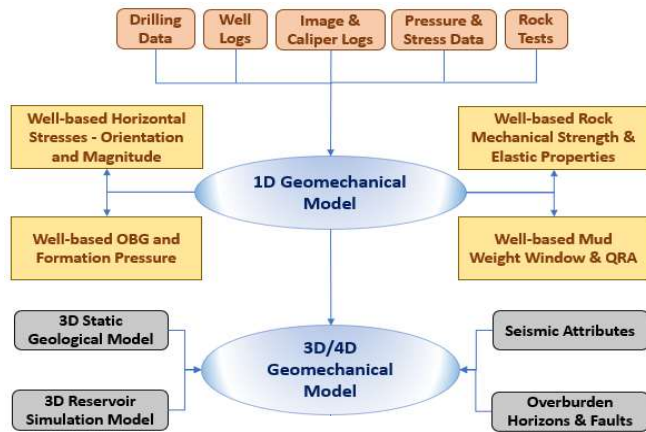 Drilling
Data
Well
Logs
Image &
Caliper Logs
Pressure &
Stress Data
Rock
Tests
Well-based Horizontal
Stresses - Orientation
and Magnitude
Well-based Rock
Mechanical Strength &
Elastic Properties
1D Geomechanical
Model
Well-based OBG and
Formation Pressure
Well-based Mud
Weight Window & QRA
3D Static
Geological Model
Seismic Attributes
3D/4D
Geomechanical
Model
3D Reservoir
Simulation Model
Overburden
Horizons & Faults